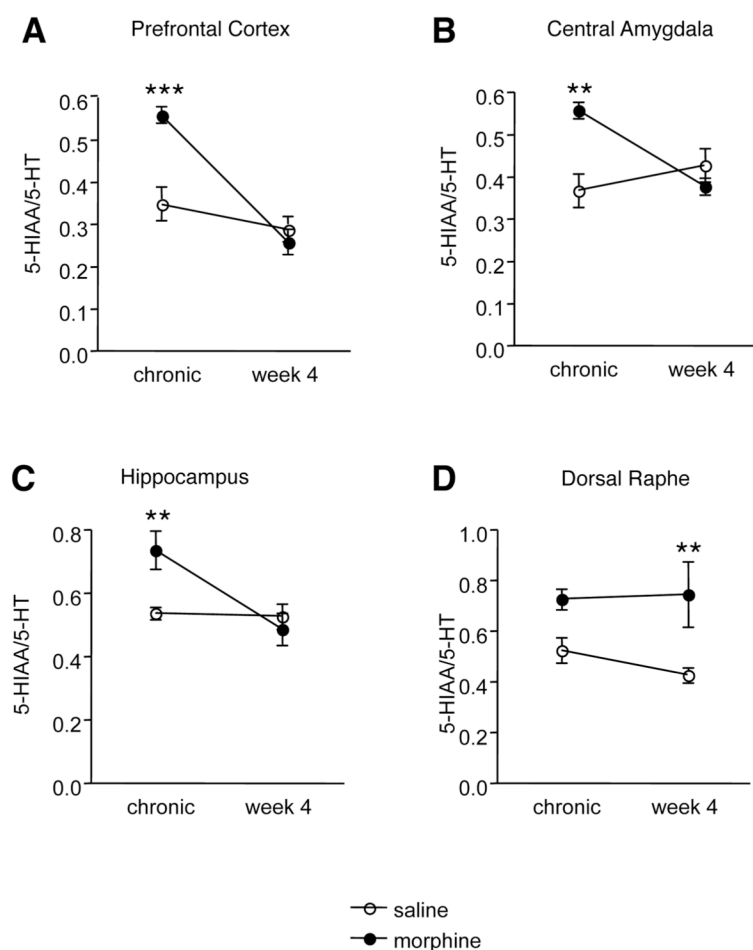 A
Prefrontal Cortex
***
0.6
0.5
0.4
0.3
0.2
0.1
0.0
5-HIAA/5-HT
chronic
week 4
B
Central Amygdala
**
0.6
0.5
0.4
0.3
0.2
0.1
0.0
5-HIAA/5-HT
chronic
week 4
C
Hippocampus
**
0.8
0.6
0.4
0.2
0.0
5-HIAA/5-HT
chronic
week 4
D
Dorsal Raphe
**
1.0
0.8
0.6
0.4
0.2
0.0
5-HIAA/5-HT
chronic
week 4
saline
morphine